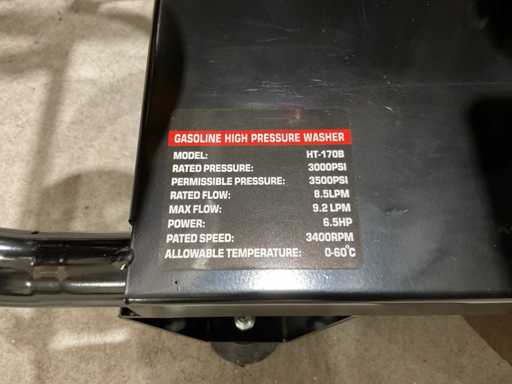 GASOLINE HIGH PRESSURE WASHER
MODEL: HT-170B
RATED PRESSURE: 3000PSI
PERMISSIBLE PRESSURE: 3500PSI
RATED FLOW: 8.5LPM
MAX FLOW: 9.2 LPM
POWER: 6.5HP
PATED SPEED: 3400RPM
ALLOWABLE TEMPERATURE: 0-60°C